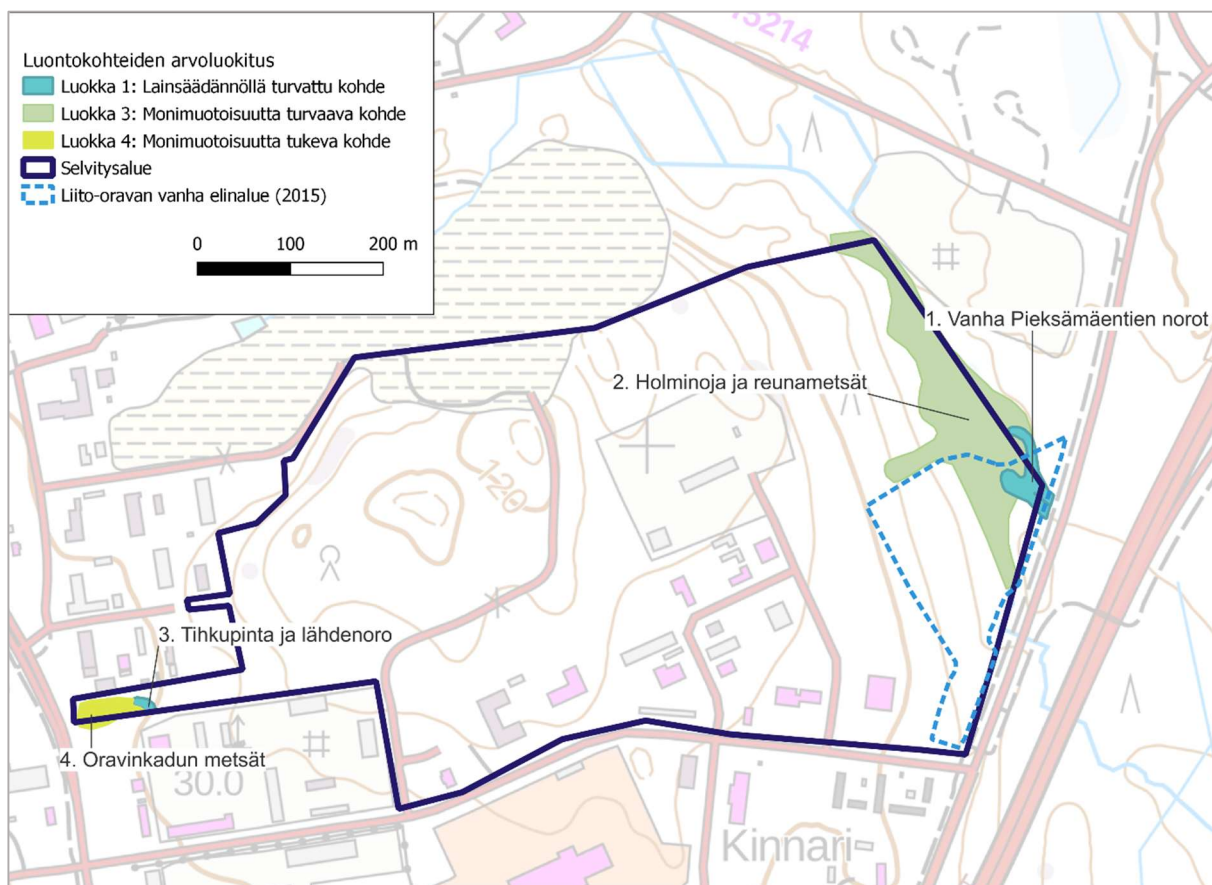 Luontokohteiden arvoluokitus
Luokka 1: Lainsäädännöllä turvattu kohde
Luokka 3: Monimuotoisuutta turvaava kohde
Luokka 4: Monimuotoisuutta tukeva kohde
Selvitysalue
Liito-oravan vanha elinalue (2015)
0 100 200 m
15214
1. Vanha Pieksämäentien norot
2. Holminoja ja reunametsät
120
3. Tihkupinta ja lähdenoro
4. Oravinkadun metsät
30.0
Kinnari